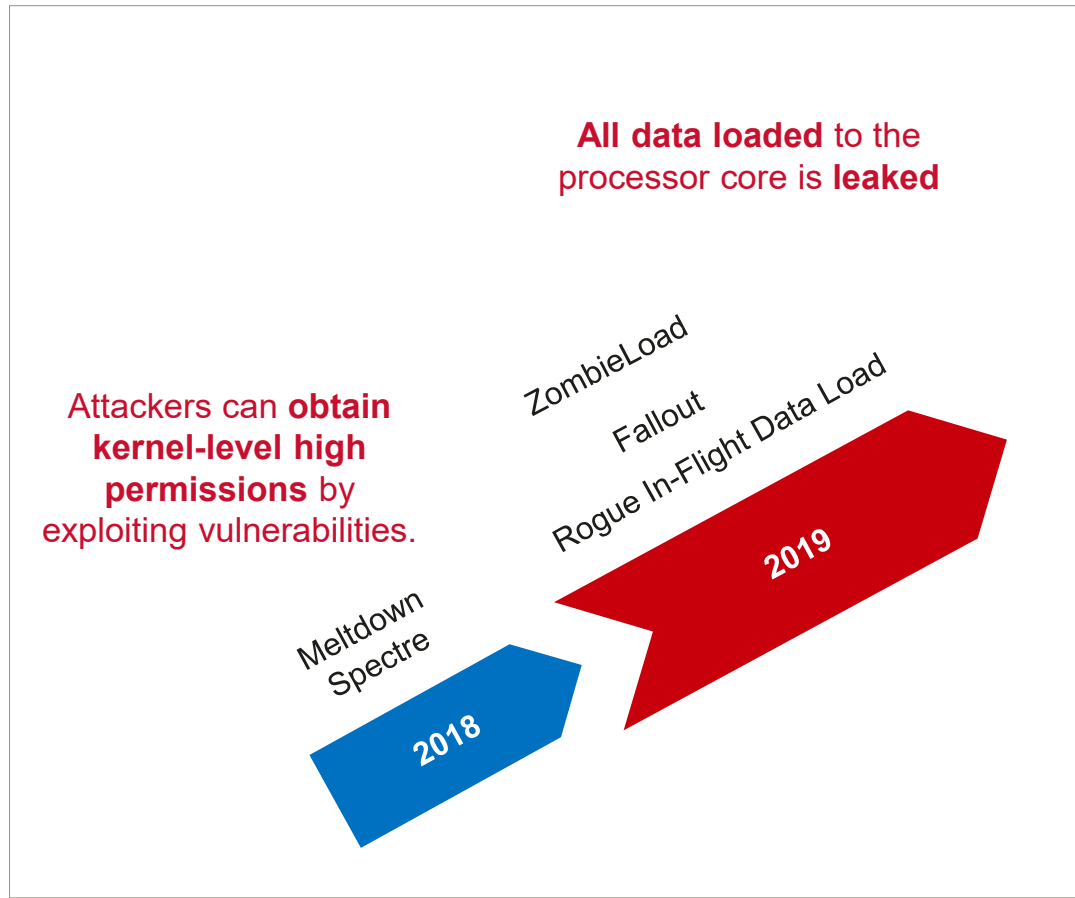 All data loaded to the
processor core is leaked
ZombieLoad
Fallout
Rogue In-Flight Data Load
2019
Attackers can obtain
kernel-level high
permissions by
exploiting vulnerabilities.
Meltdown
Spectre
2018